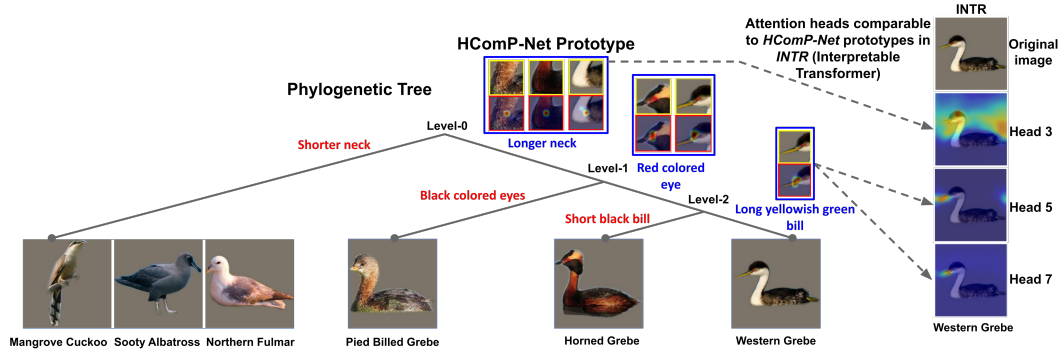 HComP-Net Prototype
Phylogenetic Tree
Level-0
Shorter neck
Longer neck
Level-1
Red colored
eye
Black colored eyes
Level-2
Short black bill
Long yellowish green
bill
Mangrove Cuckoo
Sooty Albatross
Northern Fulmar
Pied Billed Grebe
Horned Grebe
Western Grebe
Attention heads comparable
to HComP-Net prototypes in
INTR (Interpretable
Transformer)
INTR
Original
image
Head 3
Head 5
Head 7
Western Grebe